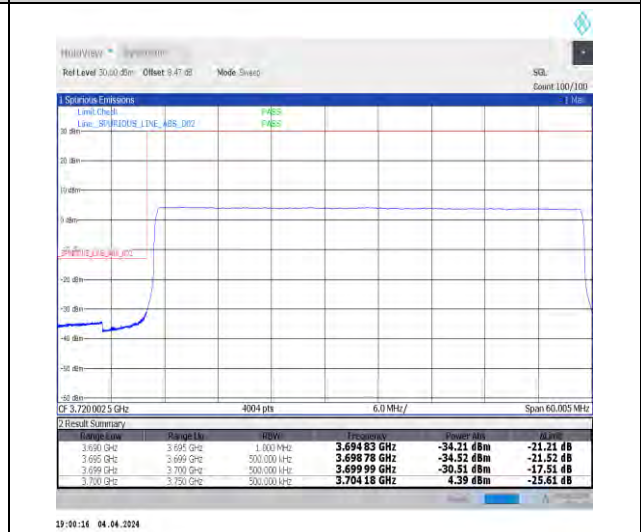 MultiView Spectrum
Ref Level 30.00 dBm Offset 9.47 dB Mode Sweep SGL
Count 100/100
1 Spurious Emissions 1 Max
Limit Check PASS
Line _SPURIOUS_LINE_ABS_002 PASS
30 dBm
20 dBm
10 dBm
0 dBm
_SPURIOUS_LINE_ABS_002
-20 dBm
-30 dBm
-40 dBm
-50 dBm
CF 3.720 002 5 GHz 4004 pts 6.0 MHz/ Span 60.005 MHz
2 Result Summary
Range Low Range Up RBW Frequency Power Abs ΔLimit
3.690 GHz 3.695 GHz 1.000 MHz 3.694 83 GHz -34.21 dBm -21.21 dB
3.695 GHz 3.699 GHz 500.000 kHz 3.698 78 GHz -34.52 dBm -21.52 dB
3.699 GHz 3.700 GHz 500.000 kHz 3.699 99 GHz -30.51 dBm -17.51 dB
3.700 GHz 3.750 GHz 500.000 kHz 3.704 18 GHz 4.39 dBm -25.61 dB
19:00:16 04.04.2024